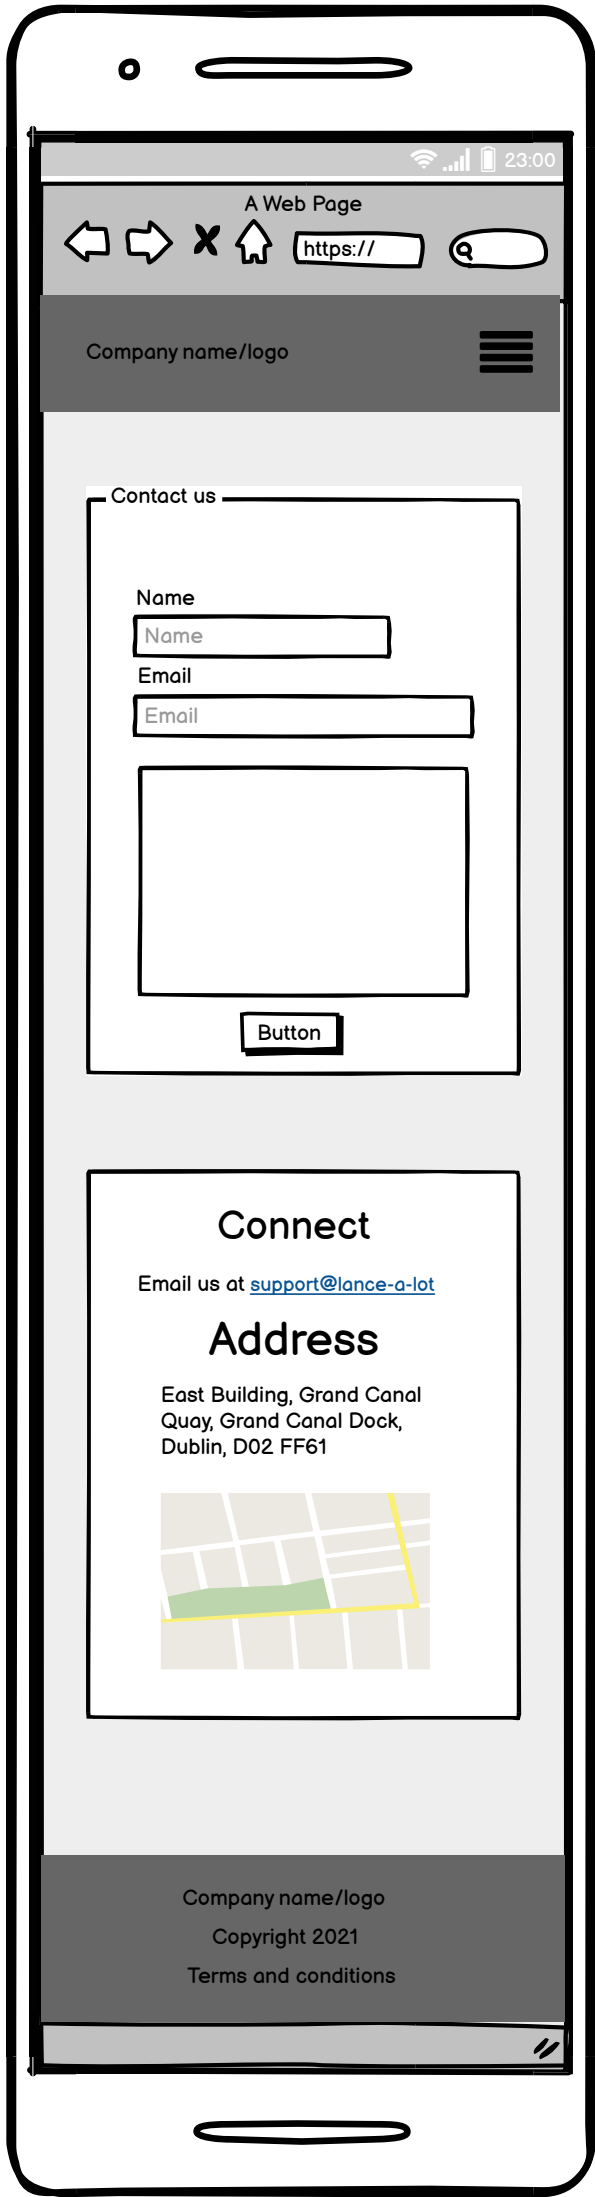 23:00
A Web Page
https://
Company name/logo
Contact us
Name
Name
Email
Email
Button
Connect
Email us at support@lance-a-lot
Address
East Building, Grand Canal
Quay, Grand Canal Dock,
Dublin, D02 FF61
Company name/logo
Copyright 2021
Terms and conditions